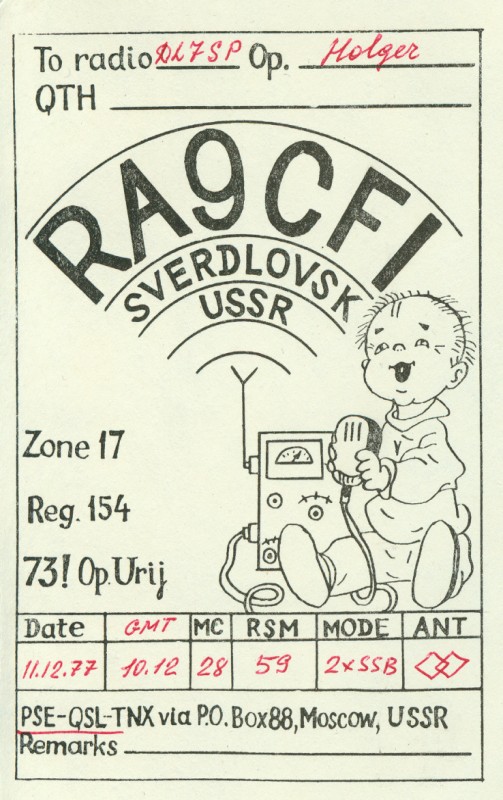 To radio DL7SP Op. Holger
QTH
RA9CFI
SVERDLOVSK
USSR
Zone 17
Reg. 154
73! Op. Urij
Date GMT MC RSM MODE ANT
11.12.77 10.12 28 59 2xSSB
PSE-QSL-TNX via P.O. Box 88, Moscow, USSR
Remarks